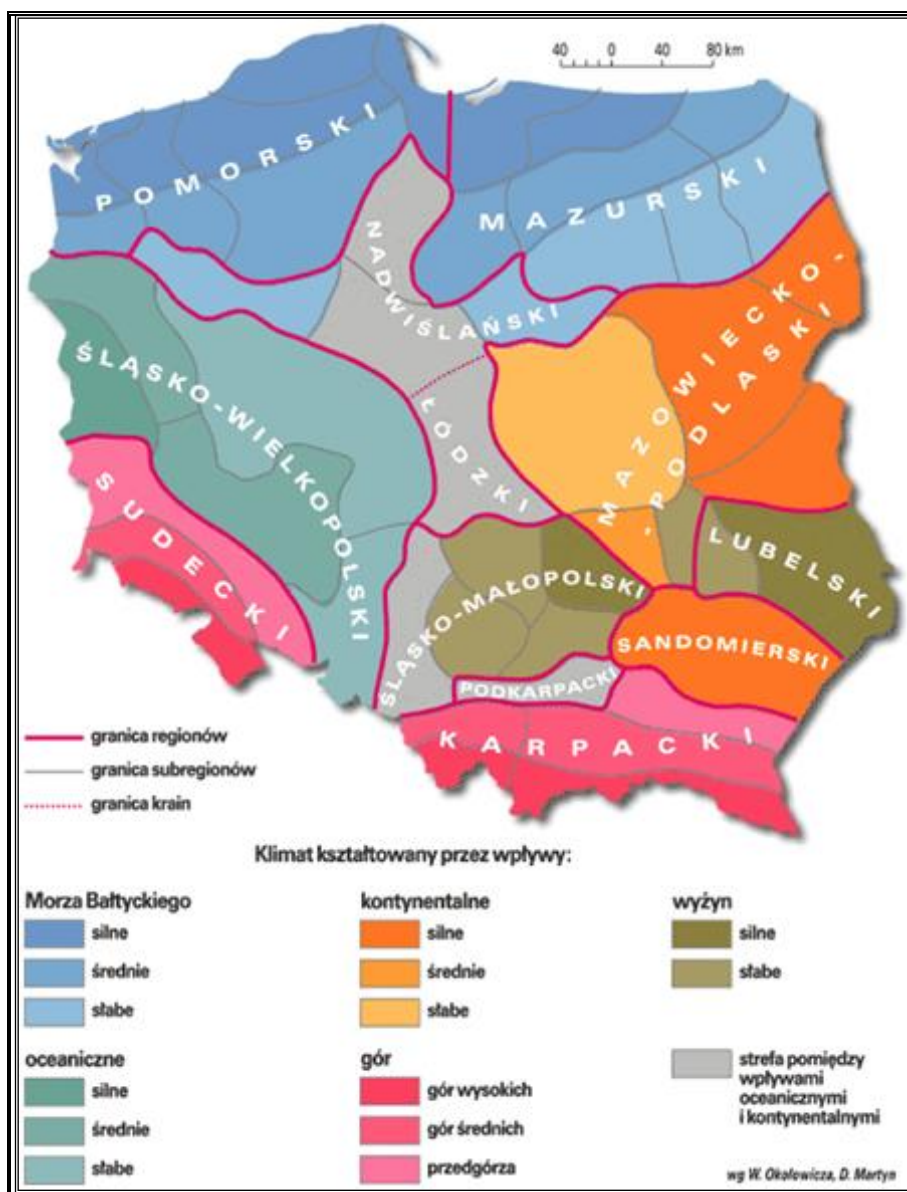 40 0 40 80 km
POMORSKI
MAZURSKI
NADWIŚLAŃSKI
MAZOWIECKO-
-PODLASKI
ŚLĄSKO-WIELKOPOLSKI
ŁÓDZKI
SUDECKI
LUBELSKI
ŚLĄSKO-MAŁOPOLSKI
SANDOMIERSKI
PODKARPACKI
KARPACKI
granica regionów
granica subregionów
granica krain
Klimat kształtowany przez wpływy:
Morza Bałtyckiego
silne
średnie
słabe
kontynentalne
silne
średnie
słabe
wyżyn
silne
słabe
oceaniczne
silne
średnie
słabe
gór
gór wysokich
gór średnich
przedgórza
strefa pomiędzy
wpływami
oceanicznymi
i kontynentalnymi
wg W. Okołowicza, D. Martyn